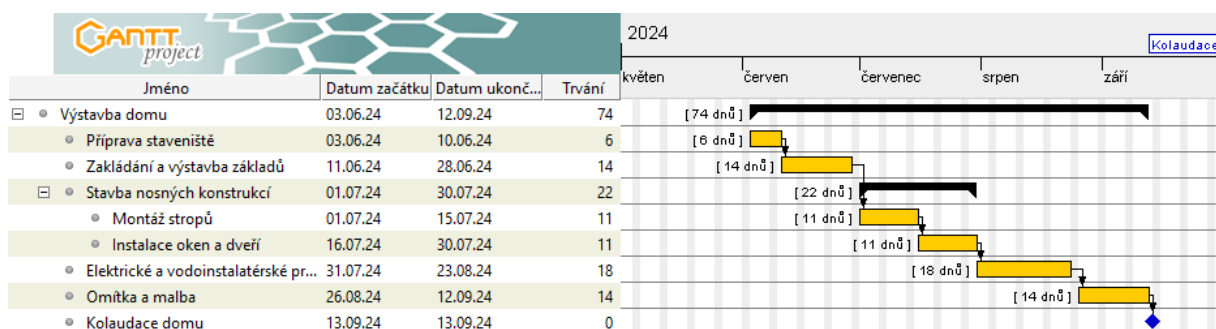 GANTT
project
2024
Kolaudace
květen červen červenec srpen září
Jméno Datum začátku Datum ukonč... Trvání
Výstavba domu 03.06.24 12.09.24 74 [74 dnů]
Příprava staveniště 03.06.24 10.06.24 6 [6 dnů]
Zakládání a výstavba základů 11.06.24 28.06.24 14 [14 dnů]
Stavba nosných konstrukcí 01.07.24 30.07.24 22 [22 dnů]
Montáž stropů 01.07.24 15.07.24 11 [11 dnů]
Instalace oken a dveří 16.07.24 30.07.24 11 [11 dnů]
Elektrické a vodoinstalatérské pr... 31.07.24 23.08.24 18 [18 dnů]
Omítka a malba 26.08.24 12.09.24 14 [14 dnů]
Kolaudace domu 13.09.24 13.09.24 0